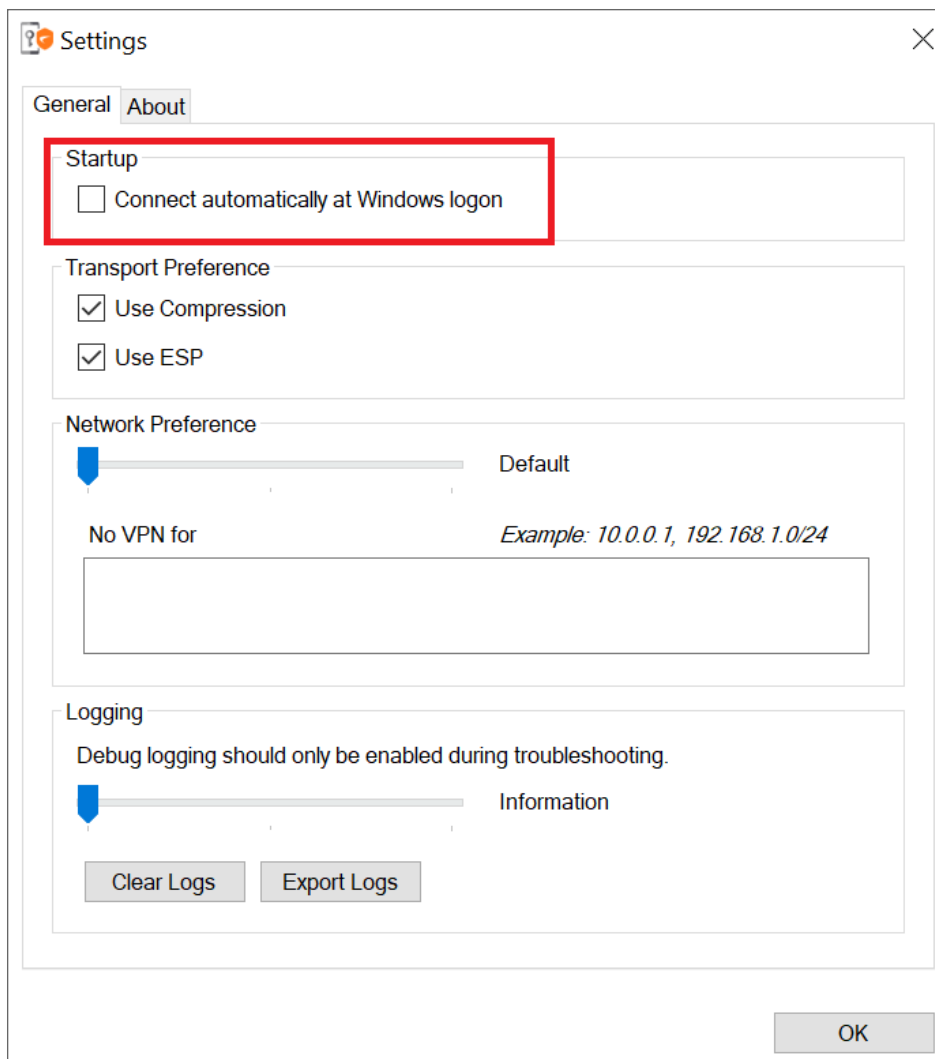 Settings
General About
Startup
Connect automatically at Windows logon
Transport Preference
Use Compression
Use ESP
Network Preference
Default
No VPN for Example: 10.0.0.1, 192.168.1.0/24
Logging
Debug logging should only be enabled during troubleshooting.
Information
Clear Logs Export Logs
OK